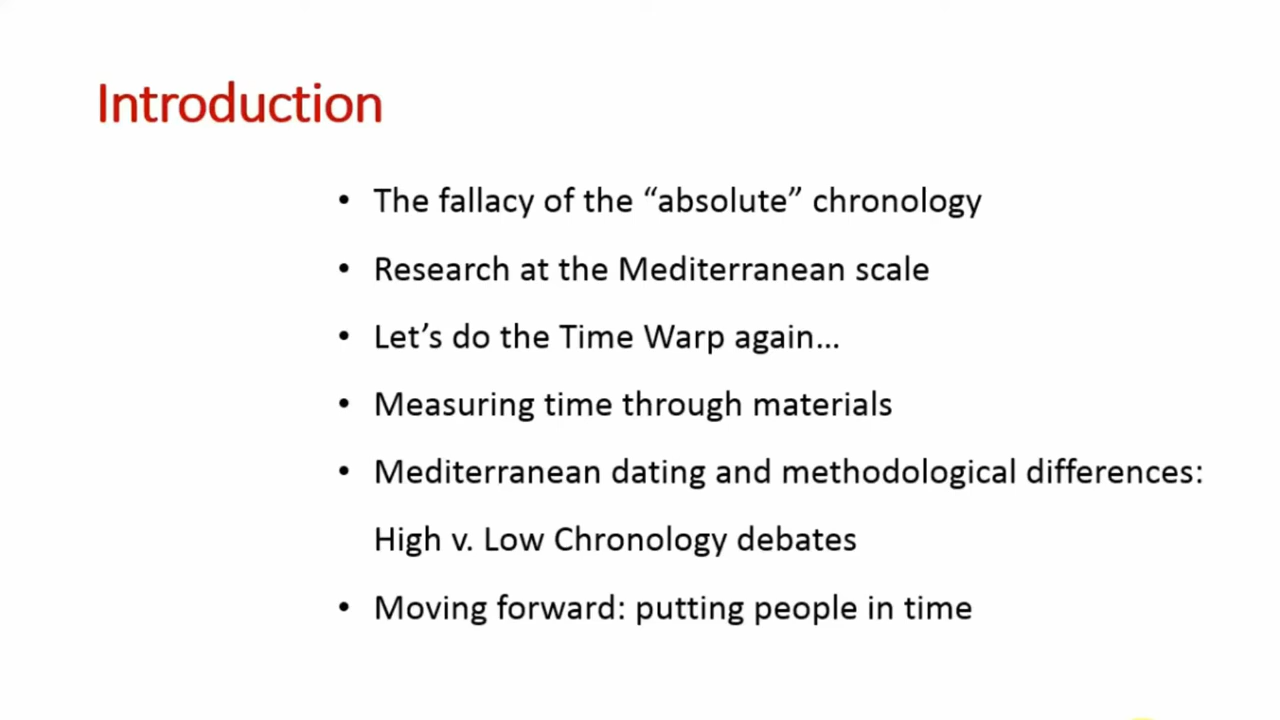 Introduction
• The fallacy of the “absolute” chronology
• Research at the Mediterranean scale
• Let’s do the Time Warp again…
• Measuring time through materials
• Mediterranean dating and methodological differences:
High v. Low Chronology debates
• Moving forward: putting people in time